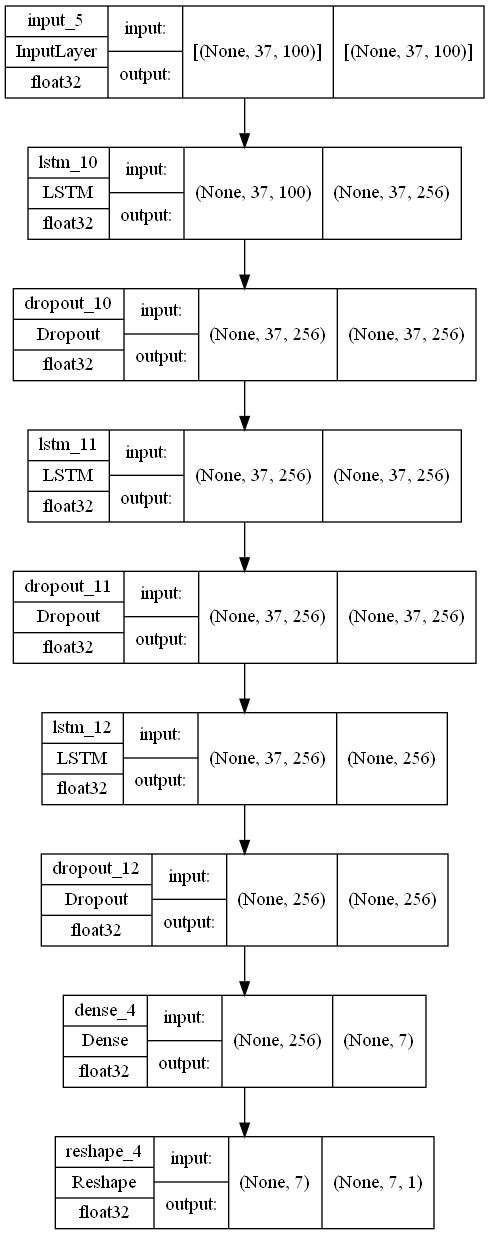 input_5
InputLayer
float32
input:
output:
[(None, 37, 100)]
[(None, 37, 100)]
lstm_10
LSTM
float32
input:
output:
(None, 37, 100)
(None, 37, 256)
dropout_10
Dropout
float32
input:
output:
(None, 37, 256)
(None, 37, 256)
lstm_11
LSTM
float32
input:
output:
(None, 37, 256)
(None, 37, 256)
dropout_11
Dropout
float32
input:
output:
(None, 37, 256)
(None, 37, 256)
lstm_12
LSTM
float32
input:
output:
(None, 37, 256)
(None, 256)
dropout_12
Dropout
float32
input:
output:
(None, 256)
(None, 256)
dense_4
Dense
float32
input:
output:
(None, 256)
(None, 7)
reshape_4
Reshape
float32
input:
output:
(None, 7)
(None, 7, 1)